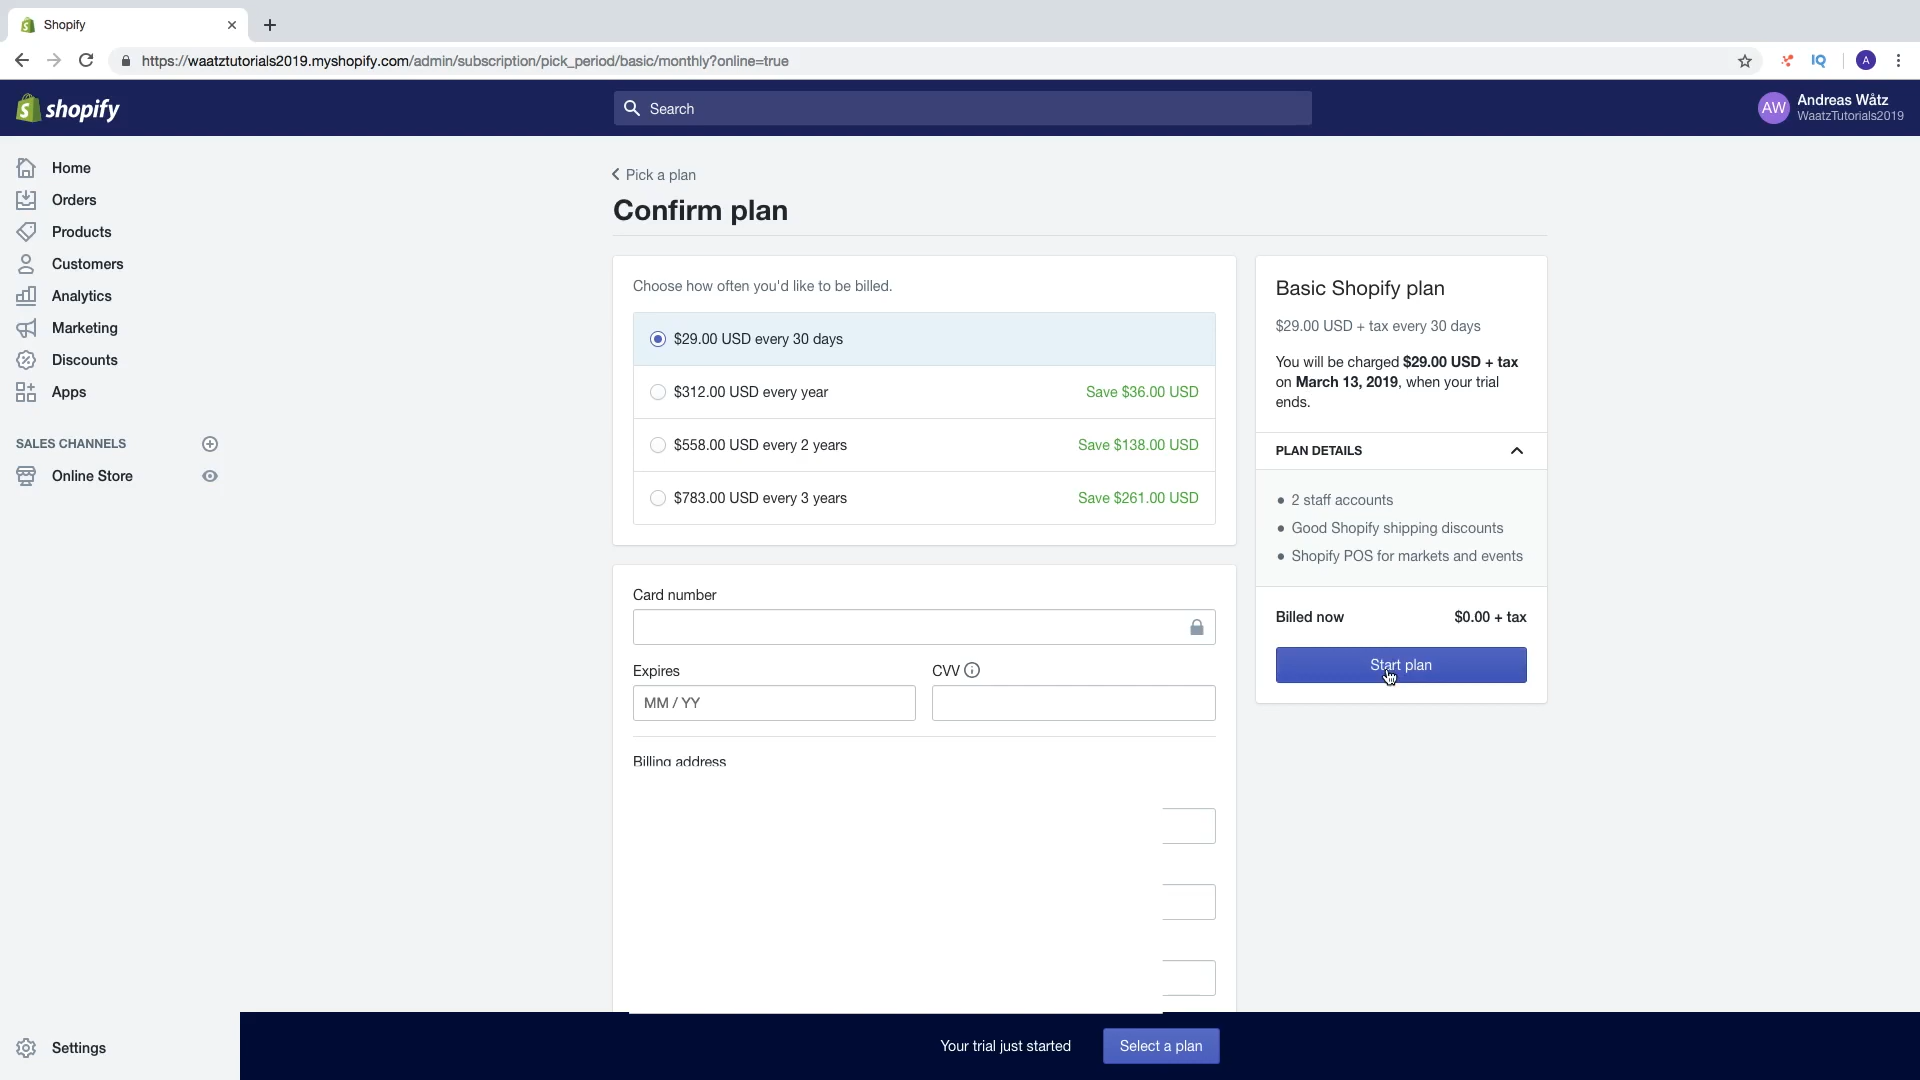 Shopify
https://waatztutorials2019.myshopify.com/admin/subscription/pick_period/basic/monthly?online=true
IQ
A
shopify
Search
AW
Andreas Wåtz
WaatzTutorials2019
Home
Orders
Products
Customers
Analytics
Marketing
Discounts
Apps
SALES CHANNELS
Online Store
Settings
Pick a plan
Confirm plan
Choose how often you'd like to be billed.
$29.00 USD every 30 days
$312.00 USD every year Save $36.00 USD
$558.00 USD every 2 years Save $138.00 USD
$783.00 USD every 3 years Save $261.00 USD
Card number
Expires CVV
MM / YY
Billing address
Basic Shopify plan
$29.00 USD + tax every 30 days
You will be charged $29.00 USD + tax
on March 13, 2019, when your trial
ends.
PLAN DETAILS
• 2 staff accounts
• Good Shopify shipping discounts
• Shopify POS for markets and events
Billed now $0.00 + tax
Start plan
Your trial just started Select a plan